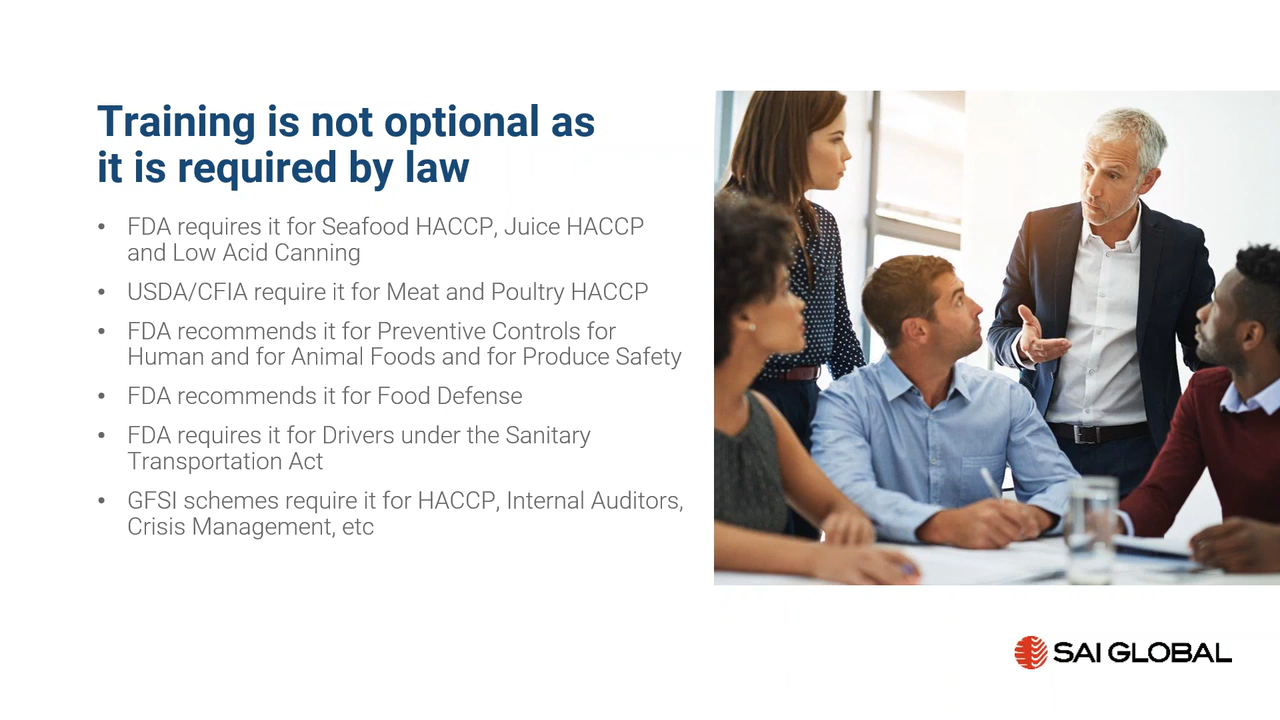 Training is not optional as
it is required by law
• FDA requires it for Seafood HACCP, Juice HACCP
and Low Acid Canning
• USDA/CFIA require it for Meat and Poultry HACCP
• FDA recommends it for Preventive Controls for
Human and for Animal Foods and for Produce Safety
• FDA recommends it for Food Defense
• FDA requires it for Drivers under the Sanitary
Transportation Act
• GFSI schemes require it for HACCP, Internal Auditors,
Crisis Management, etc
SAI GLOBAL